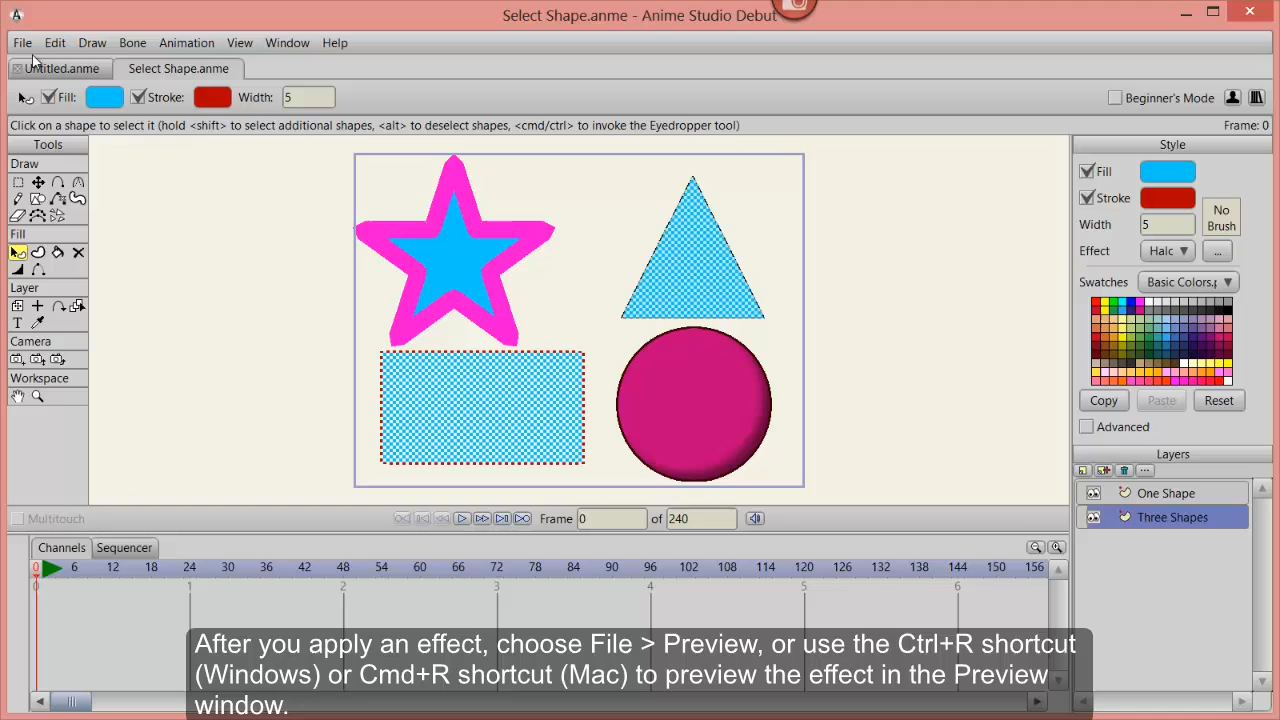 Select Shape.anme - Anime Studio Debut
File Edit Draw Bone Animation View Window Help
Untitled.anme Select Shape.anme
Fill: Stroke: Width: 5 Beginner's Mode
Click on a shape to select it (hold <shift> to select additional shapes, <alt> to deselect shapes, <cmd/ctrl> to invoke the Eyedropper tool) Frame: 0
Tools
Draw
Fill
Layer
Camera
Workspace
Style
Fill
Stroke
Width 5 No Brush
Effect Halc ...
Swatches Basic Colors.
Copy Paste Reset
Advanced
Layers
One Shape
Three Shapes
Multitouch Frame 0 of 240
Channels Sequencer
0 6 12 18 24 30 36 42 48 54 60 66 72 78 84 90 96 102 108 114 120 126 132 138 144 150 156
0 1 2 3 4 5 6
After you apply an effect, choose File > Preview, or use the Ctrl+R shortcut
(Windows) or Cmd+R shortcut (Mac) to preview the effect in the Preview
window.